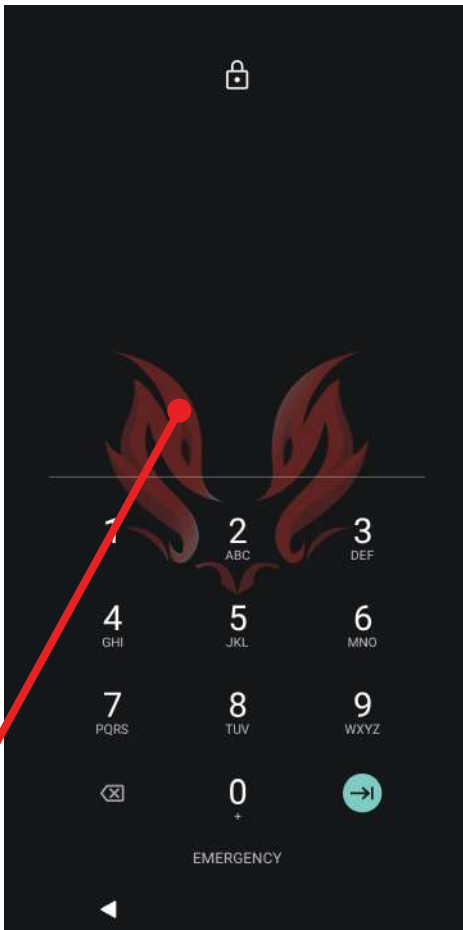 1 2 3
ABC DEF
4 5 6
GHI JKL MNO
7 8 9
PQRS TUV WXYZ
0
+
EMERGENCY